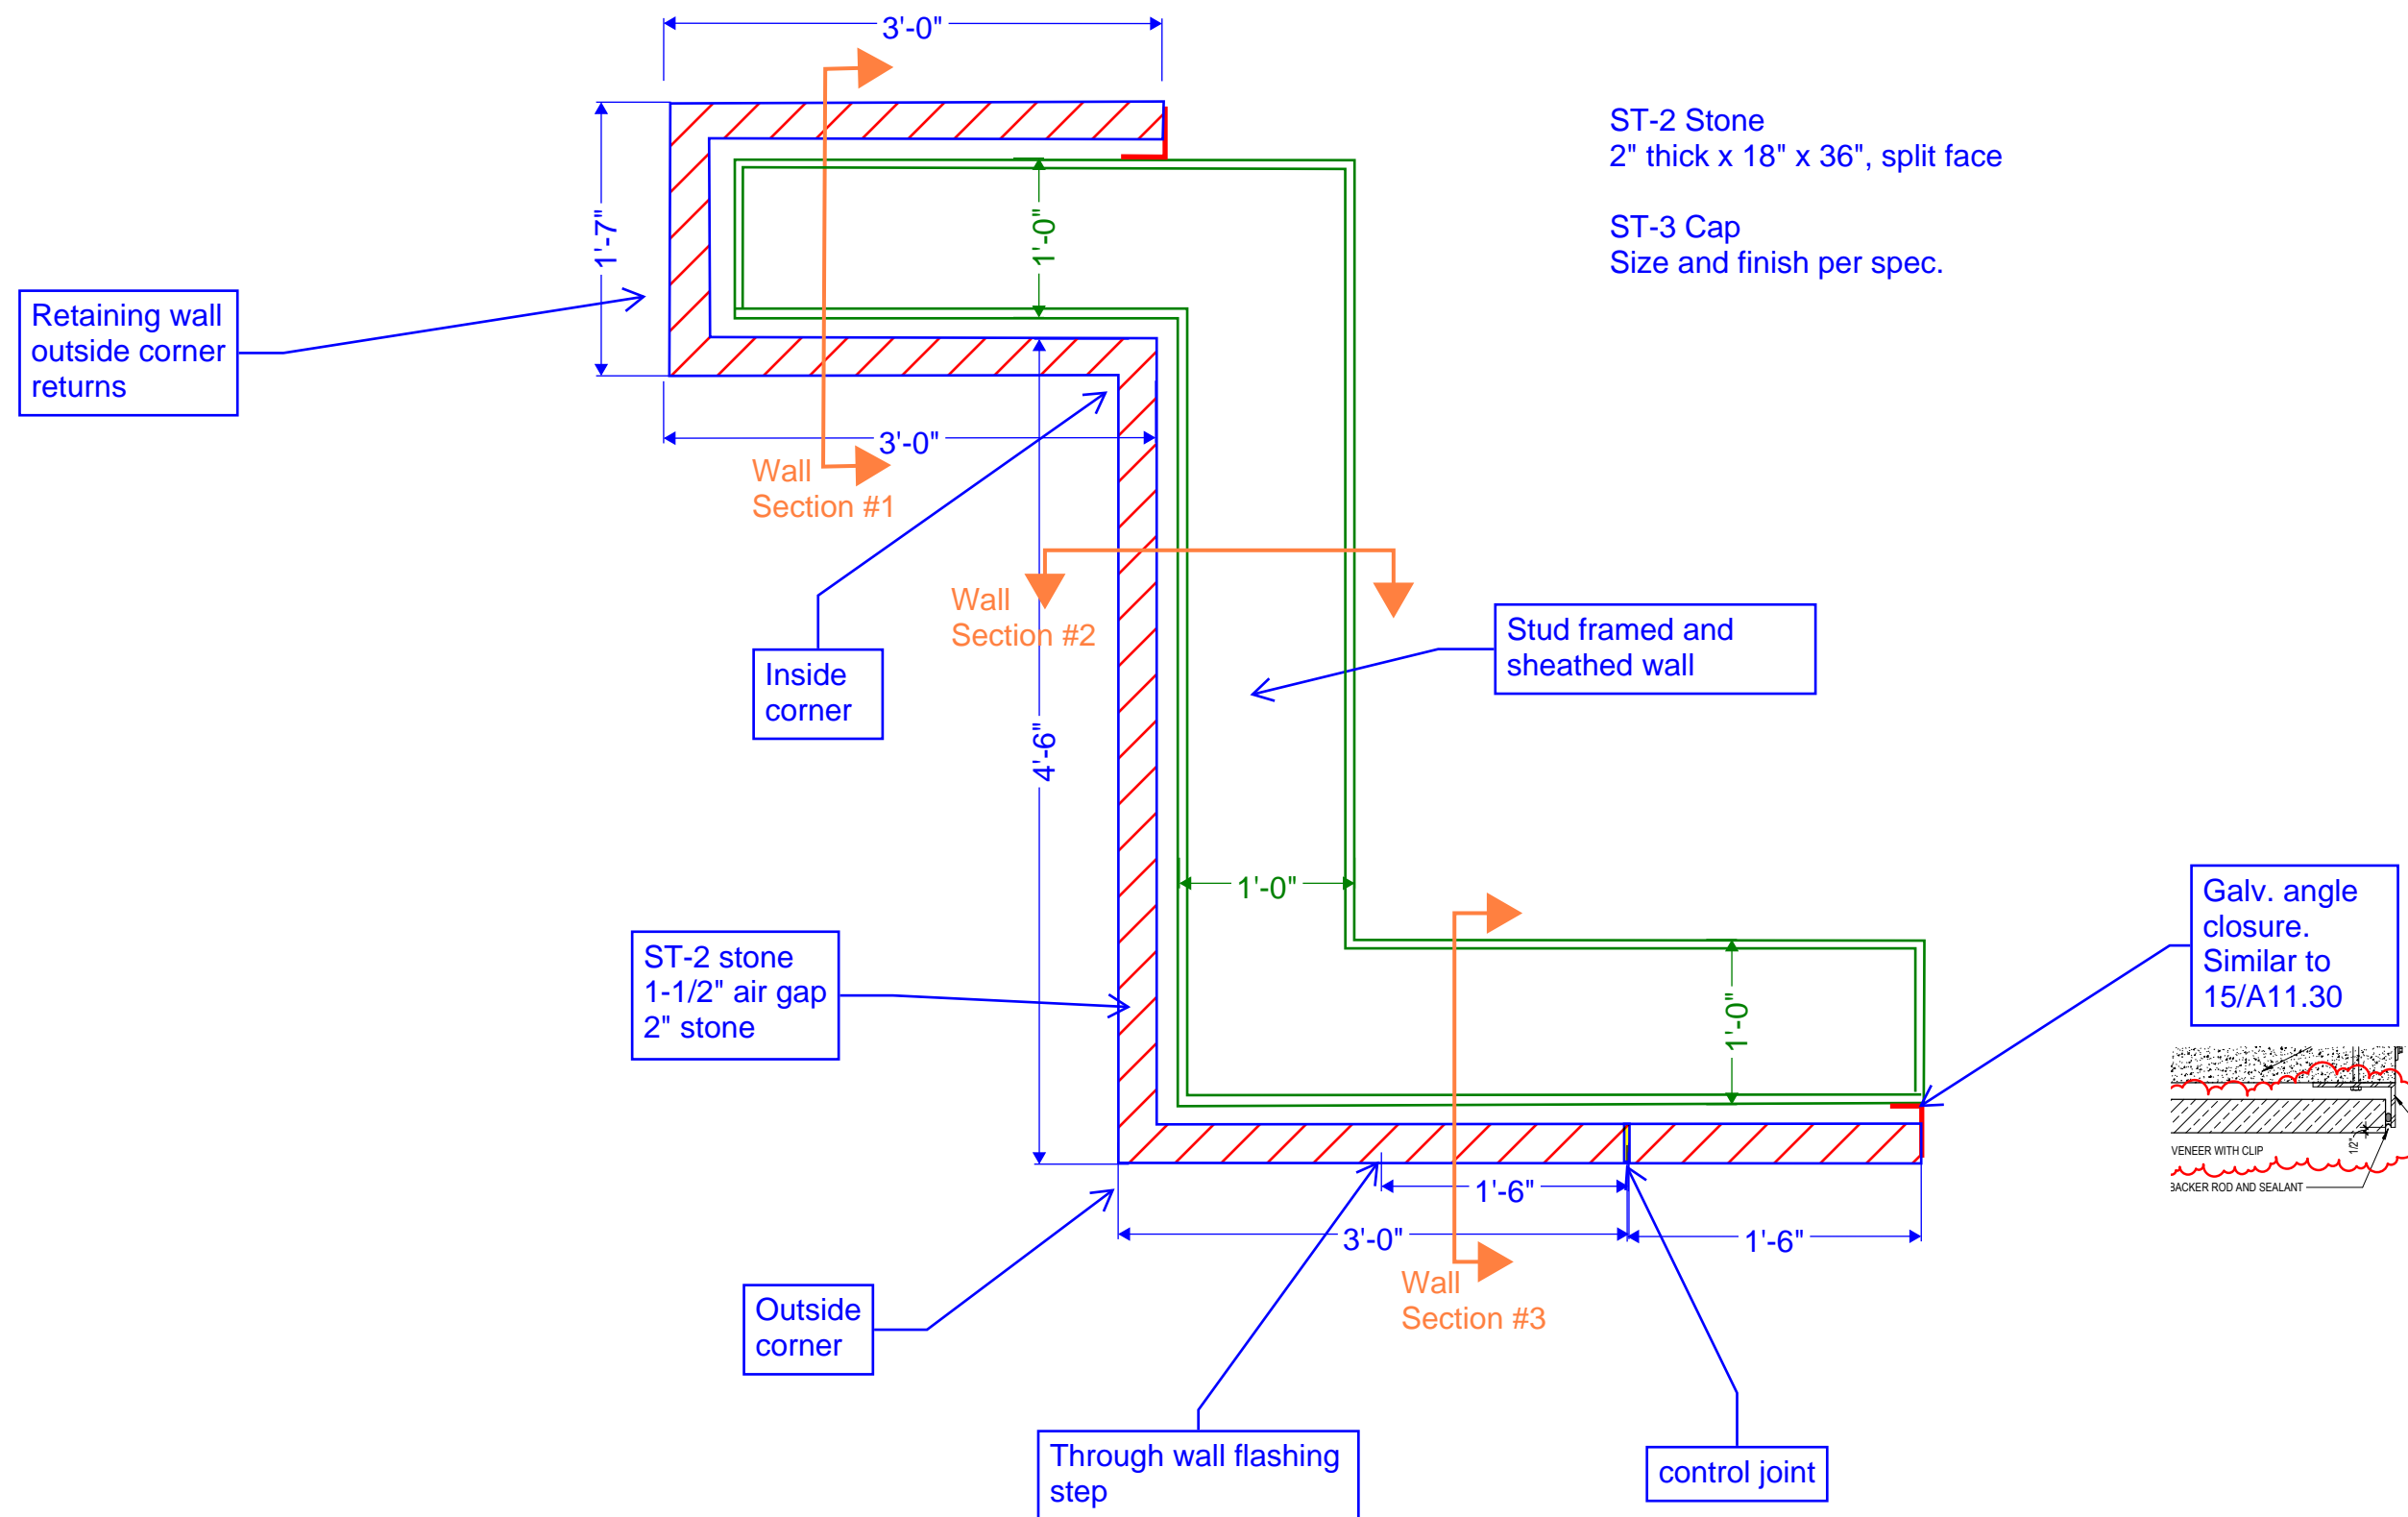 3'-0"
ST-2 Stone
2" thick x 18" x 36", split face
ST-3 Cap
Size and finish per spec.
1'-7"
1'-0"
Retaining wall
outside corner
returns
3'-0"
Wall
Section #1
Wall
Section #2
Stud framed and
sheathed wall
Inside
corner
4'-6"
1'-0"
Galv. angle
closure.
Similar to
15/A11.30
ST-2 stone
1-1/2" air gap
2" stone
1'-0"
VENEER WITH CLIP
1/2"
BACKER ROD AND SEALANT
1'-6"
3'-0"
1'-6"
Wall
Section #3
Outside
corner
Through wall flashing
step
control joint